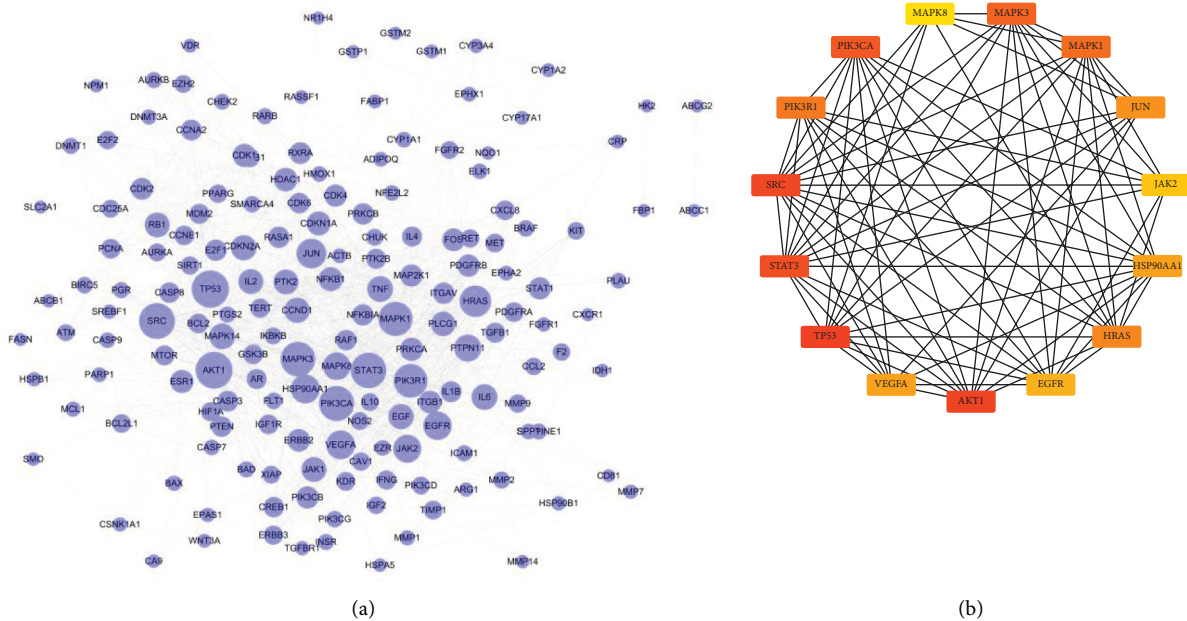 NR1H4
GSTM2
VDR
GSTP1
GSTM1
CYP3A4
CYP1A2
AURKB
EZH2
NPM1
CHEK2
RASSF1
FABP1
EPHX1
DNMT3A
RARB
CYP17A1
HK2
ABCG2
CCNA2
E2F2
DNMT1
CYP1A1
CRP
CDK1
31
RXRA
ADIPOQ
FGFR2
NQO1
ELK1
HDAC1
HMOX1
CDK2
PPARG
CDK4
NFE2L2
SMARCA4
CDK6
SLC2A1
CDC25A
MDM2
PRKCB
CXCL8
FBP1
ABCC1
RB1
CDKN1A
BRAF
KIT
CCNE1
RASA1
CHUK
IL4
FOS
RET
MET
PCNA
AURKA
E2F1
CDKN2A
JUN
ACTB
PTK2B
SIRT1
NFKB1
MAP2K1
PDGFRB
EPHA2
STAT1
PLAU
BIRC5
PGR
CASP8
TP53
IL2
PTK2
TNF
ITGAV
HRAS
ABCB1
SREBF1
PTGS2
TERT
CCND1
NFKBIA
MAPK1
PDGFRA
CXCR1
SRC
BCL2
PLCG1
FGFR1
FASN
ATM
CASP9
MAPK14
IKBKB
RAF1
TGFB1
MTOR
GSK3B
PRKCA
PTPN11
F2
MAPK3
MAPK8
STAT3
CCL2
IDH1
HSPB1
PARP1
ESR1
AKT1
AR
PIK3R1
HSP90AA1
IL1B
IL6
MCL1
CASP3
FLT1
PIK3CA
IL10
ITGB1
MMP9
HIF1A
BCL2L1
PTEN
IGF1R
NOS2
EGF
EGFR
SPP1
PINE1
SMO
CASP7
ERBB2
VEGFA
EZR
JAK2
ICAM1
BAD
XIAP
JAK1
CAV1
CD81
BAX
KDR
IFNG
PIK3CD
ARG1
MMP2
MMP7
PIK3CB
CREB1
IGF2
TIMP1
HSP90B1
CSNK1A1
EPAS1
PIK3CG
WNT3A
ERBB3
INSR
TGFBR1
MMP1
CA9
HSPA5
MMP14
(a)
MAPK8
MAPK3
PIK3CA
MAPK1
PIK3R1
JUN
SRC
JAK2
STAT3
HSP90AA1
TP53
HRAS
VEGFA
EGFR
AKT1
(b)